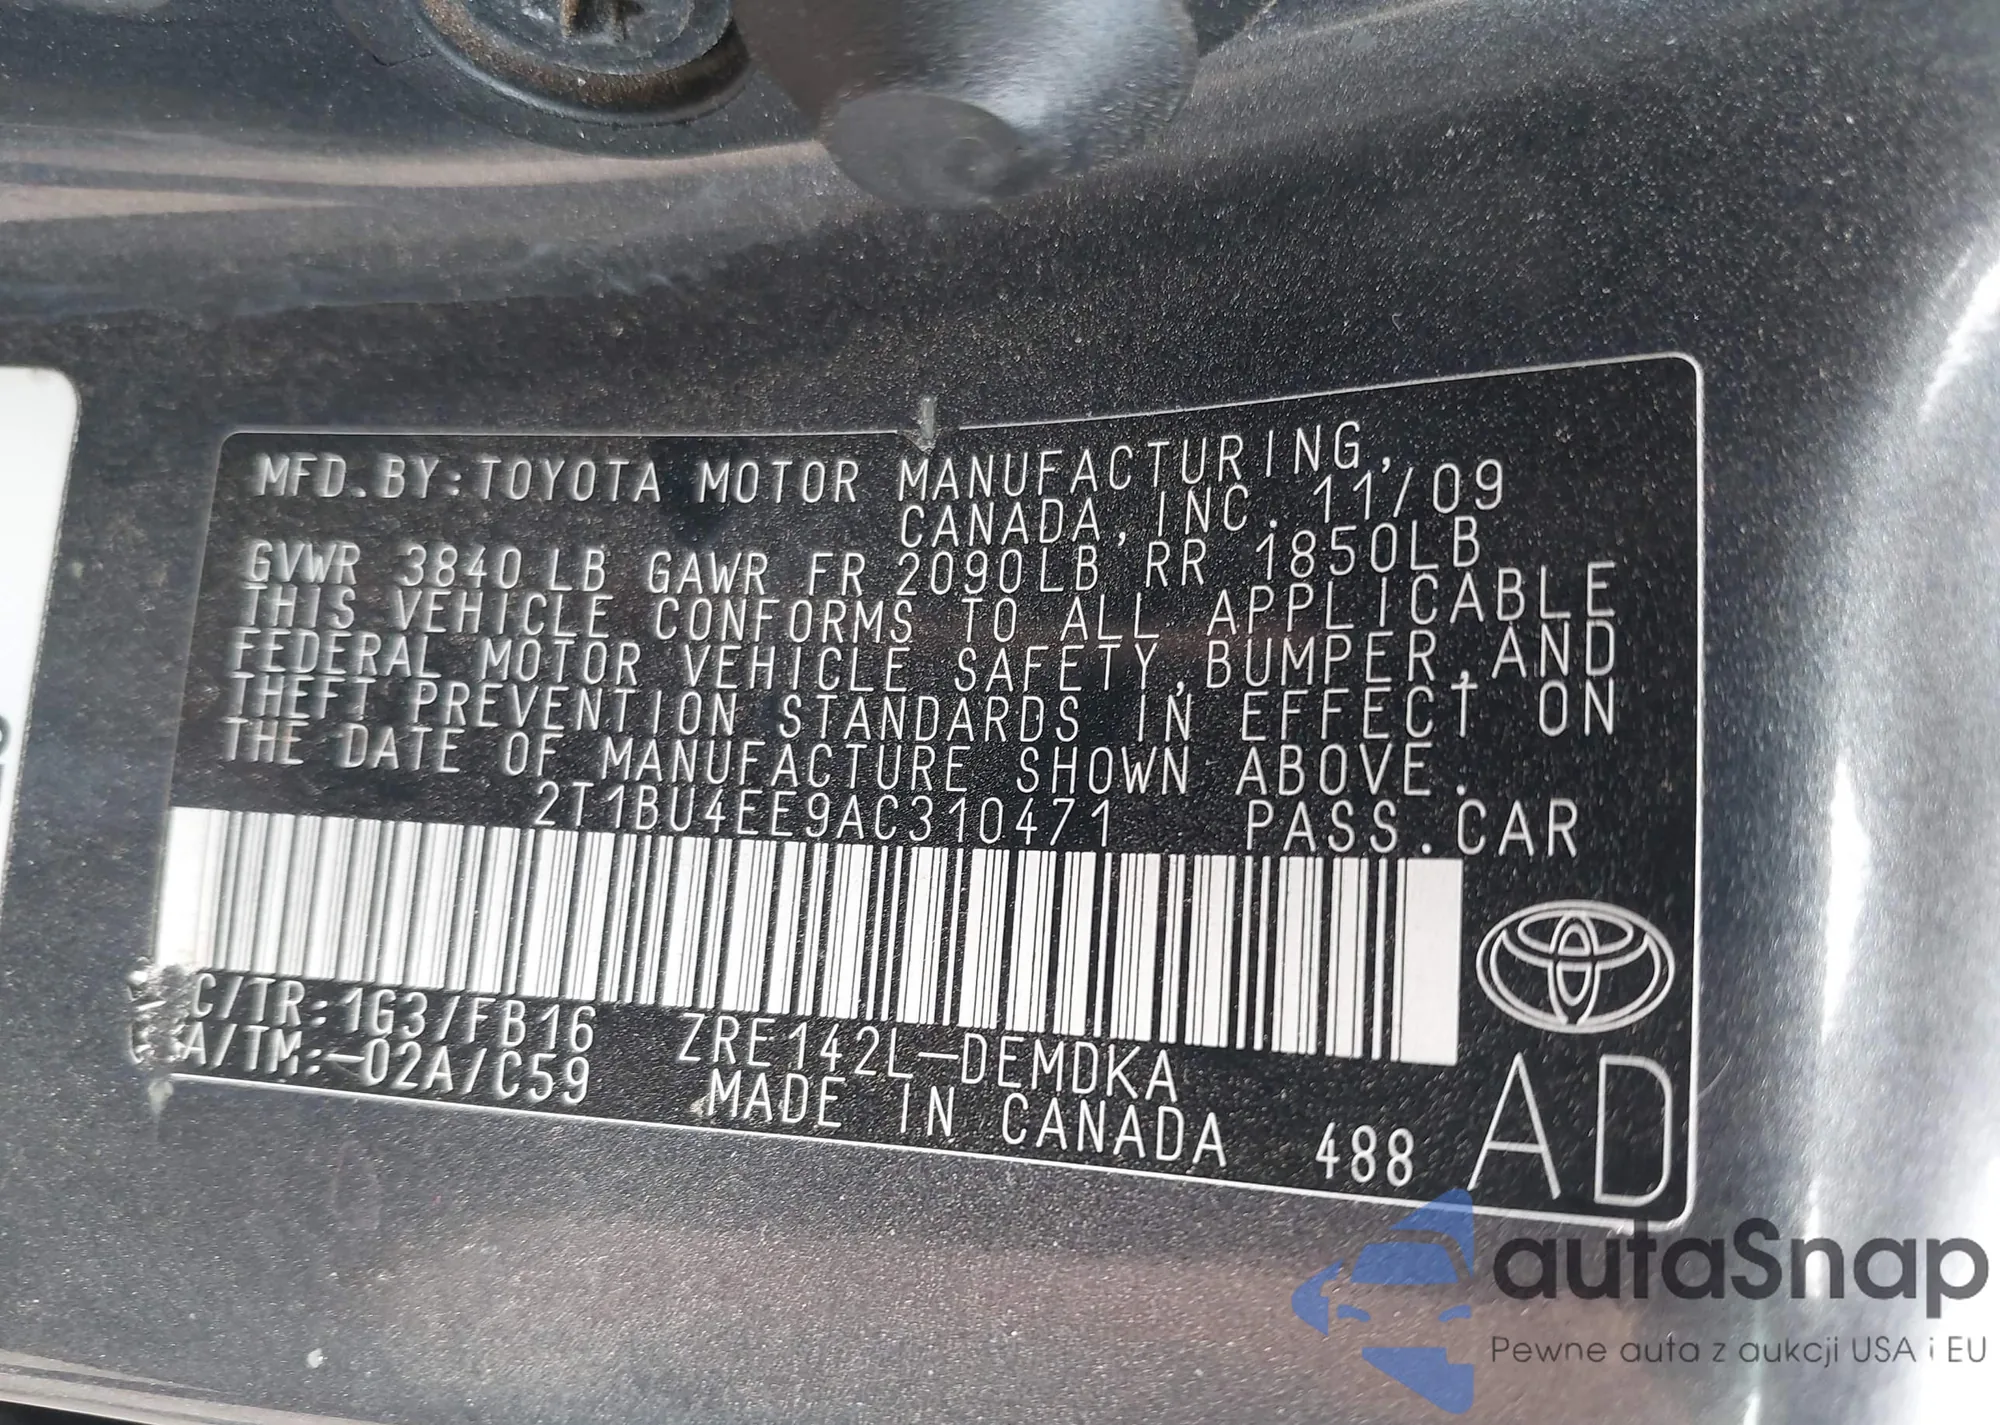 MFD.BY:TOYOTA MOTOR MANUFACTURING,
CANADA,INC. 11/09
GVWR 3840LB GAWR FR 2090LB RR 1850LB
THIS VEHICLE CONFORMS TO ALL APPLICABLE
FEDERAL MOTOR VEHICLE SAFETY,BUMPER,AND
THEFT PREVENTION STANDARDS IN EFFECT ON
THE DATE OF MANUFACTURE SHOWN ABOVE.
2T1BU4EE9AC310471 PASS.CAR
C/TR:1G3/FB16 ZRE142L-DEMDKA
A/TM:-02A/C59 MADE IN CANADA 488 AD
autaSnap
Pewne auta z aukcji USA i EU